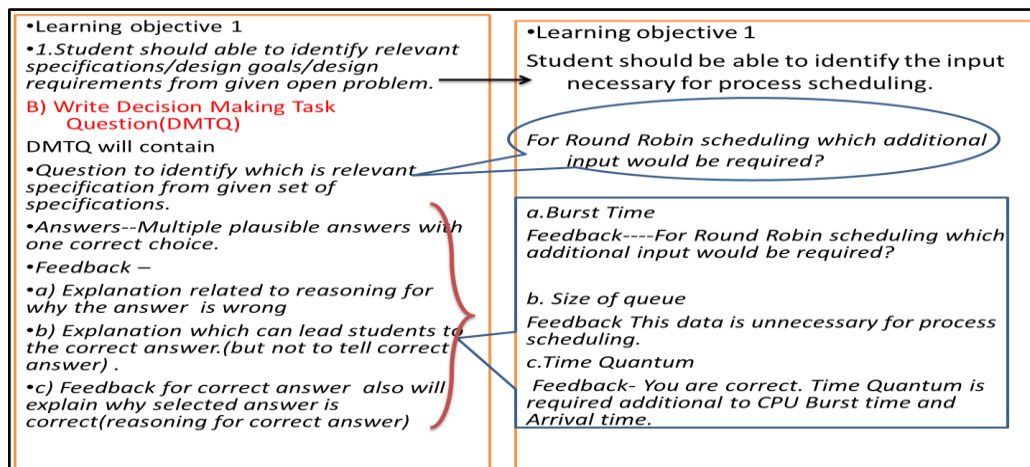 •Learning objective 1
•1.Student should able to identify relevant
specifications/design goals/design
requirements from given open problem.
B) Write Decision Making Task
Question(DMTQ)
DMTQ will contain
•Question to identify which is relevant
specification from given set of
specifications.
•Answers--Multiple plausible answers with
one correct choice.
•Feedback –
•a) Explanation related to reasoning for
why the answer is wrong
•b) Explanation which can lead students to
the correct answer.(but not to tell correct
answer) .
•c) Feedback for correct answer also will
explain why selected answer is
correct(reasoning for correct answer)
•Learning objective 1
Student should be able to identify the input
necessary for process scheduling.
For Round Robin scheduling which additional
input would be required?
a.Burst Time
Feedback----For Round Robin scheduling which
additional input would be required?
b. Size of queue
Feedback This data is unnecessary for process
scheduling.
c.Time Quantum
Feedback- You are correct. Time Quantum is
required additional to CPU Burst time and
Arrival time.